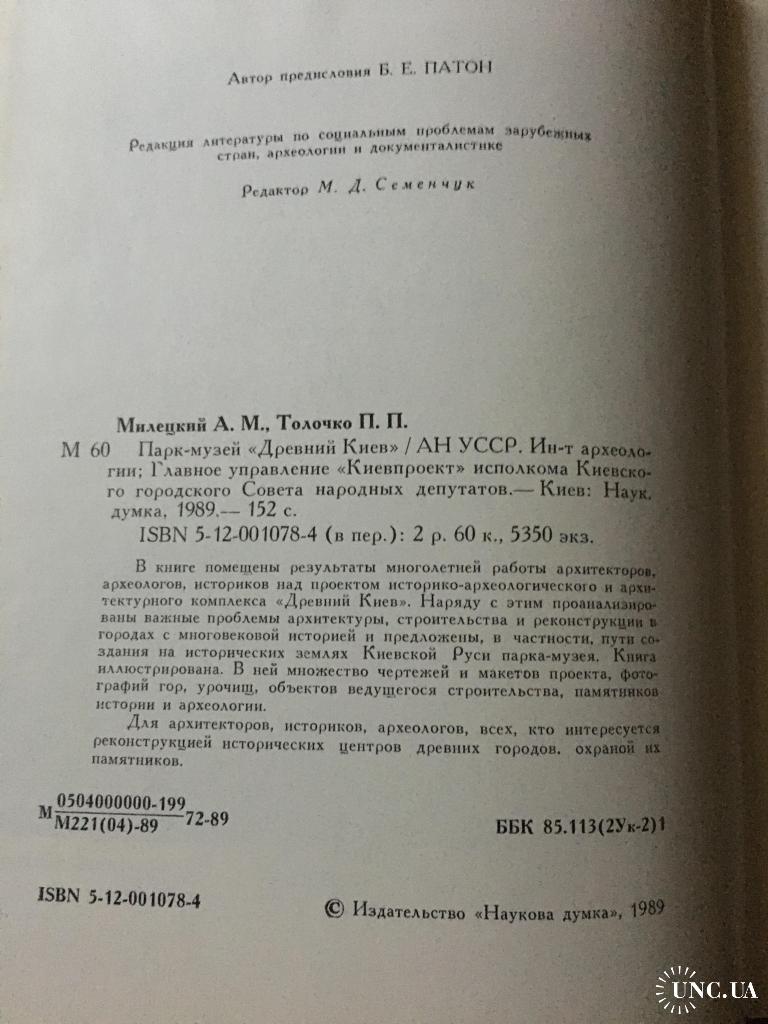 Автор предисловия Б. Е. ПАТОН
Редакция литературы по социальным проблемам зарубежных
стран, археологии и документалистике
Редактор М. Д. Семенчук
Милецкий А. М., Толочко П. П.
М 60 Парк-музей «Древний Киев» / АН УССР. Ин-т археоло-
гии; Главное управление «Киевпроект» исполкома Киевско-
го городского Совета народных депутатов.— Киев: Наук.
думка, 1989.— 152 с.
ISBN 5-12-001078-4 (в пер.): 2 р. 60 к., 5350 экз.
В книге помещены результаты многолетней работы архитекторов,
археологов, историков над проектом историко-археологического и архи-
тектурного комплекса «Древний Киев». Наряду с этим проанализиро-
ваны важные проблемы архитектуры, строительства и реконструкции в
городах с многовековой историей и предложены, в частности, пути со-
здания на исторических землях Киевской Руси парка-музея. Книга
иллюстрирована. В ней множество чертежей и макетов проекта, фото-
графий гор, урочищ, объектов ведущегося строительства, памятников
истории и археологии.
Для архитекторов, историков, археологов, всех, кто интересуется
реконструкцией исторических центров древних городов. охраной их
памятников.
М 0504000000-199 72-89
М221(04)-89
ББК 85.113(2Ук-2)1
ISBN 5-12-001078-4
© Издательство «Наукова думка», 1989
UNC.UA